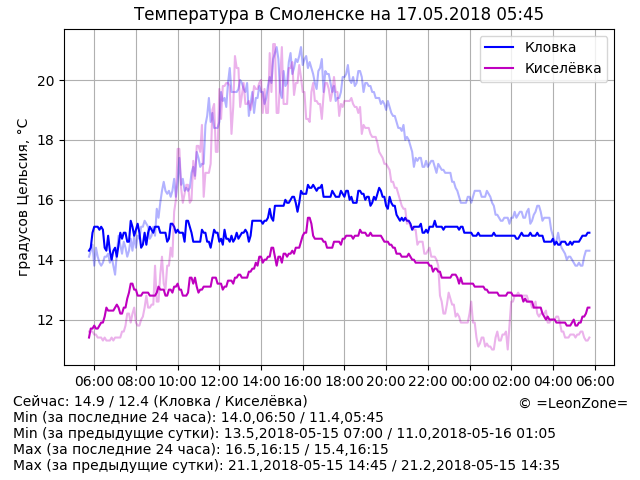 Температура в Смоленске на 17.05.2018 05:45
градусов Цельсия, °C
20
18
16
14
12
Кловка
Киселёвка
06:00 08:00 10:00 12:00 14:00 16:00 18:00 20:00 22:00 00:00 02:00 04:00 06:00
Сейчас: 14.9 / 12.4 (Кловка / Киселёвка)
© =LeonZone=
Min (за последние 24 часа): 14.0,06:50 / 11.4,05:45
Min (за предыдущие сутки): 13.5,2018-05-15 07:00 / 11.0,2018-05-16 01:05
Max (за последние 24 часа): 16.5,16:15 / 15.4,16:15
Max (за предыдущие сутки): 21.1,2018-05-15 14:45 / 21.2,2018-05-15 14:35